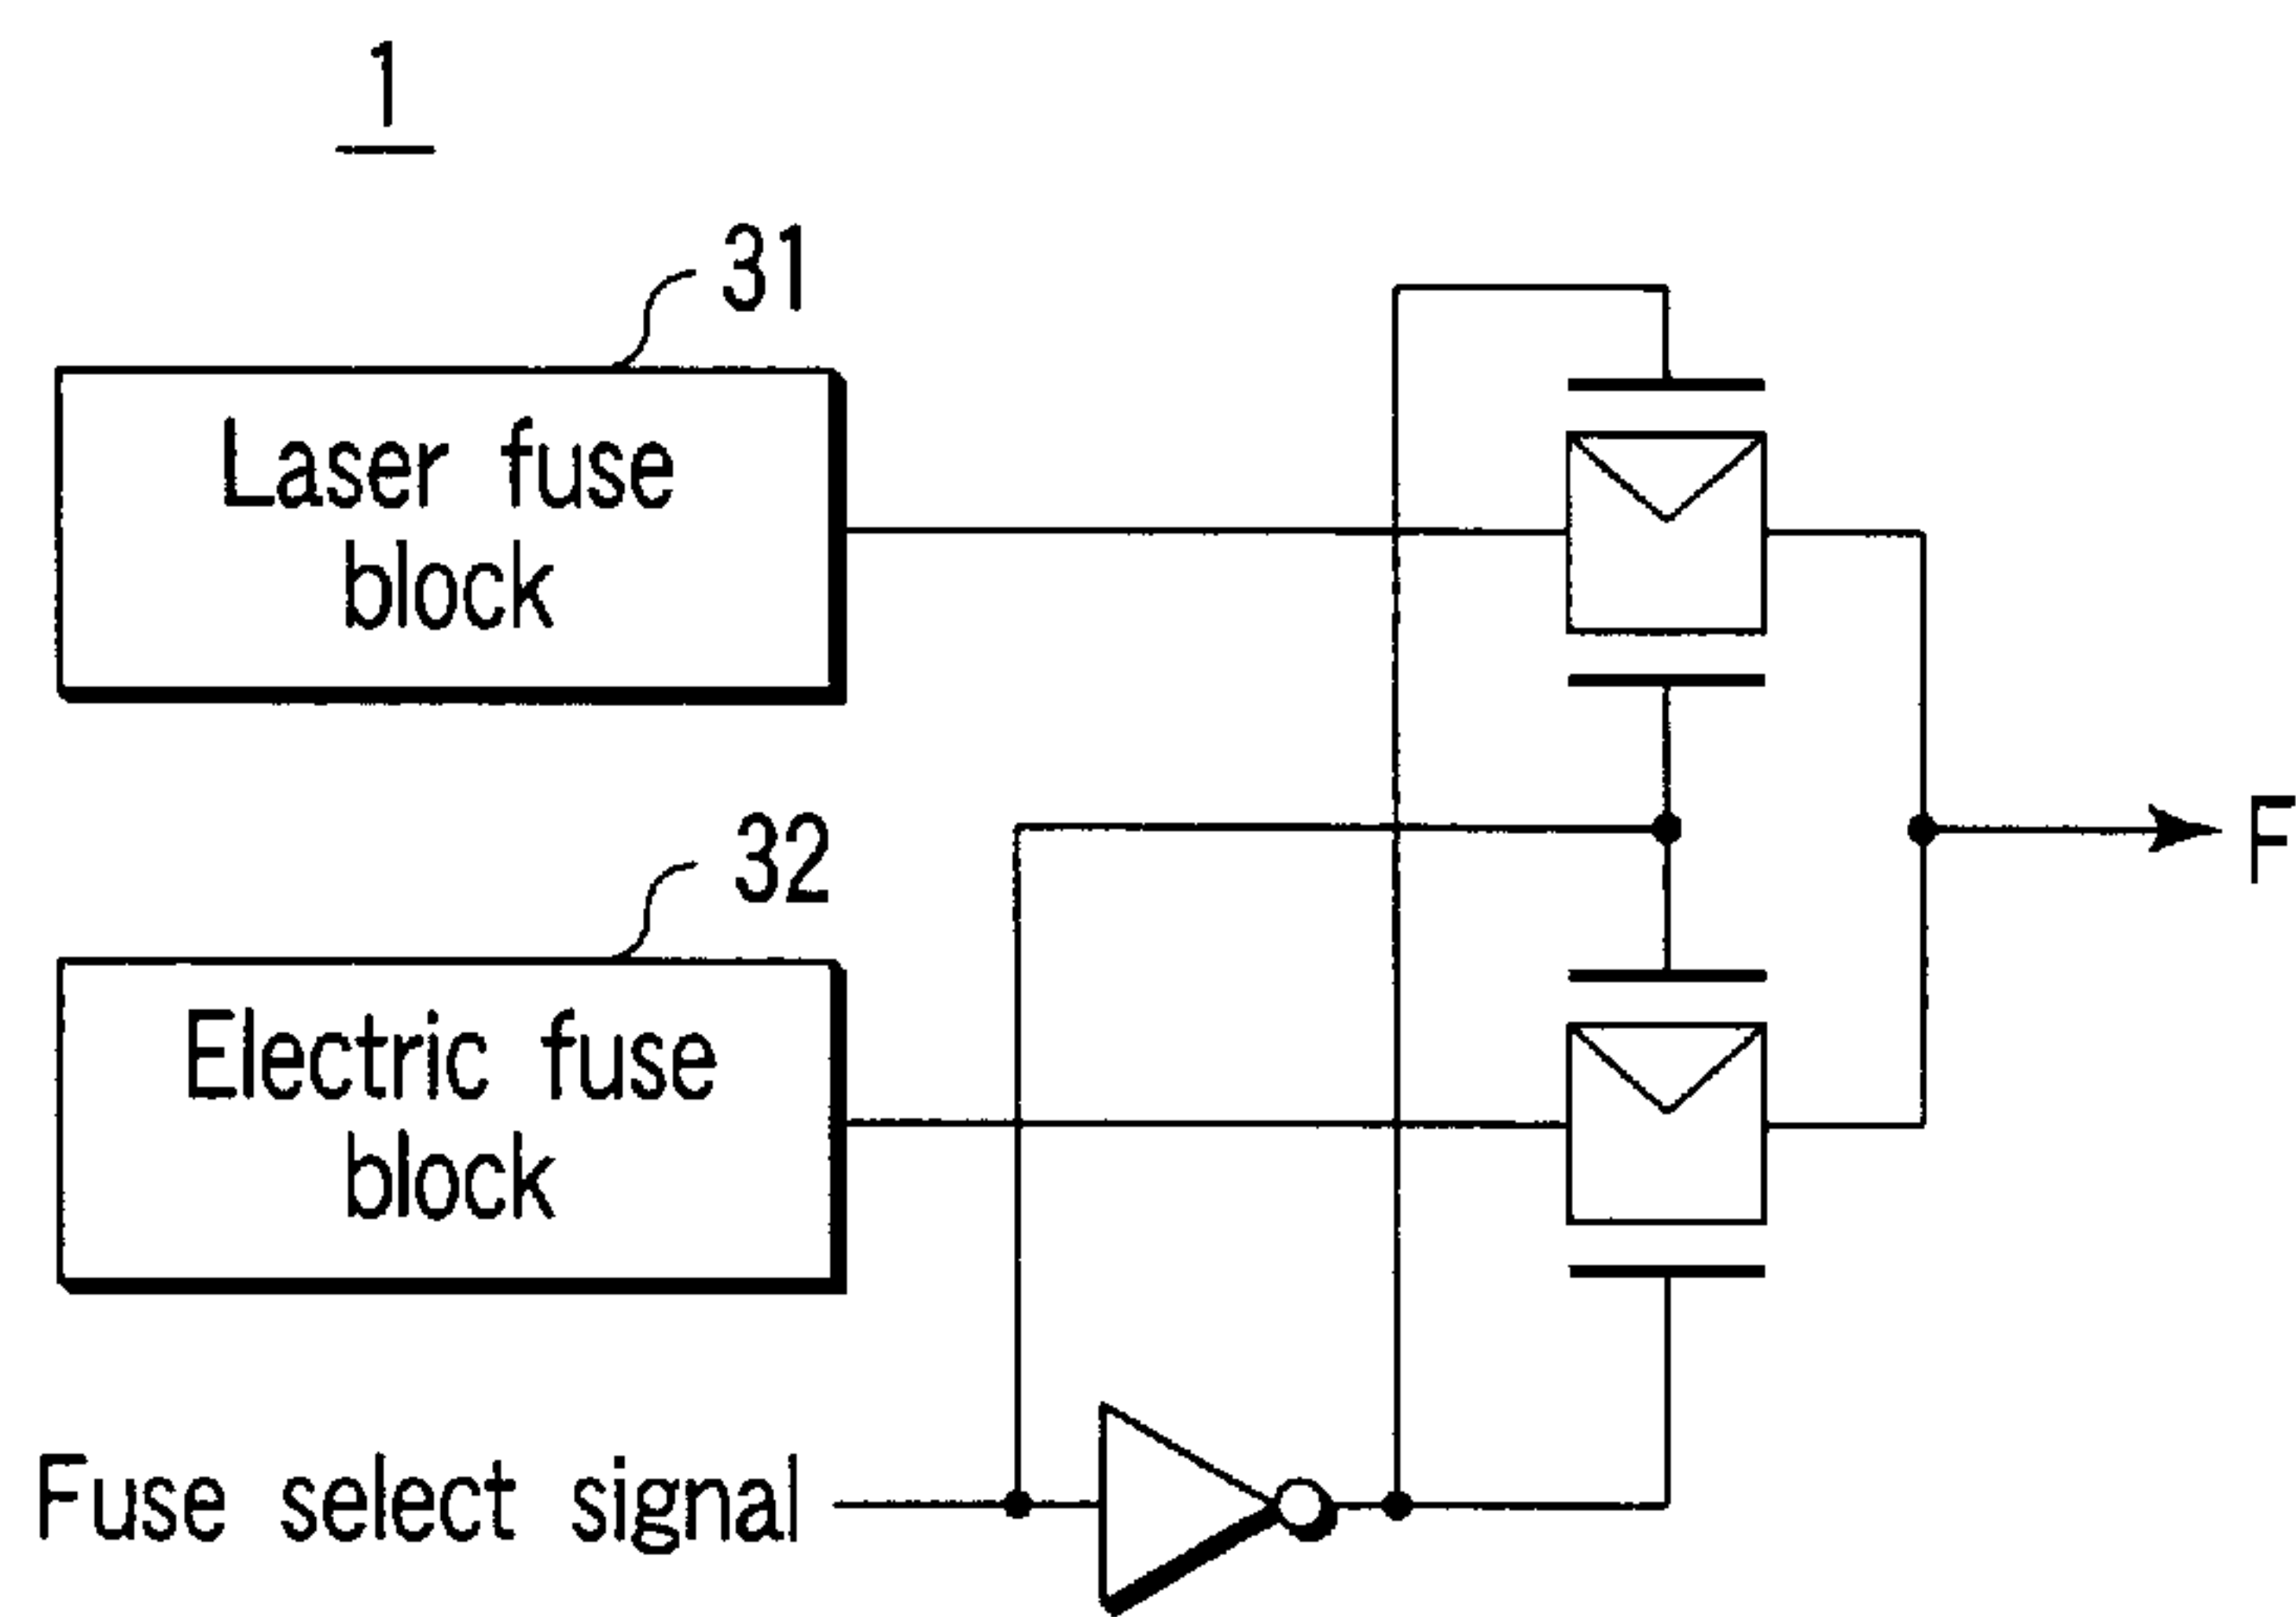 1
31
Laser fuse
block
32
Electric fuse
block
F
Fuse select signal